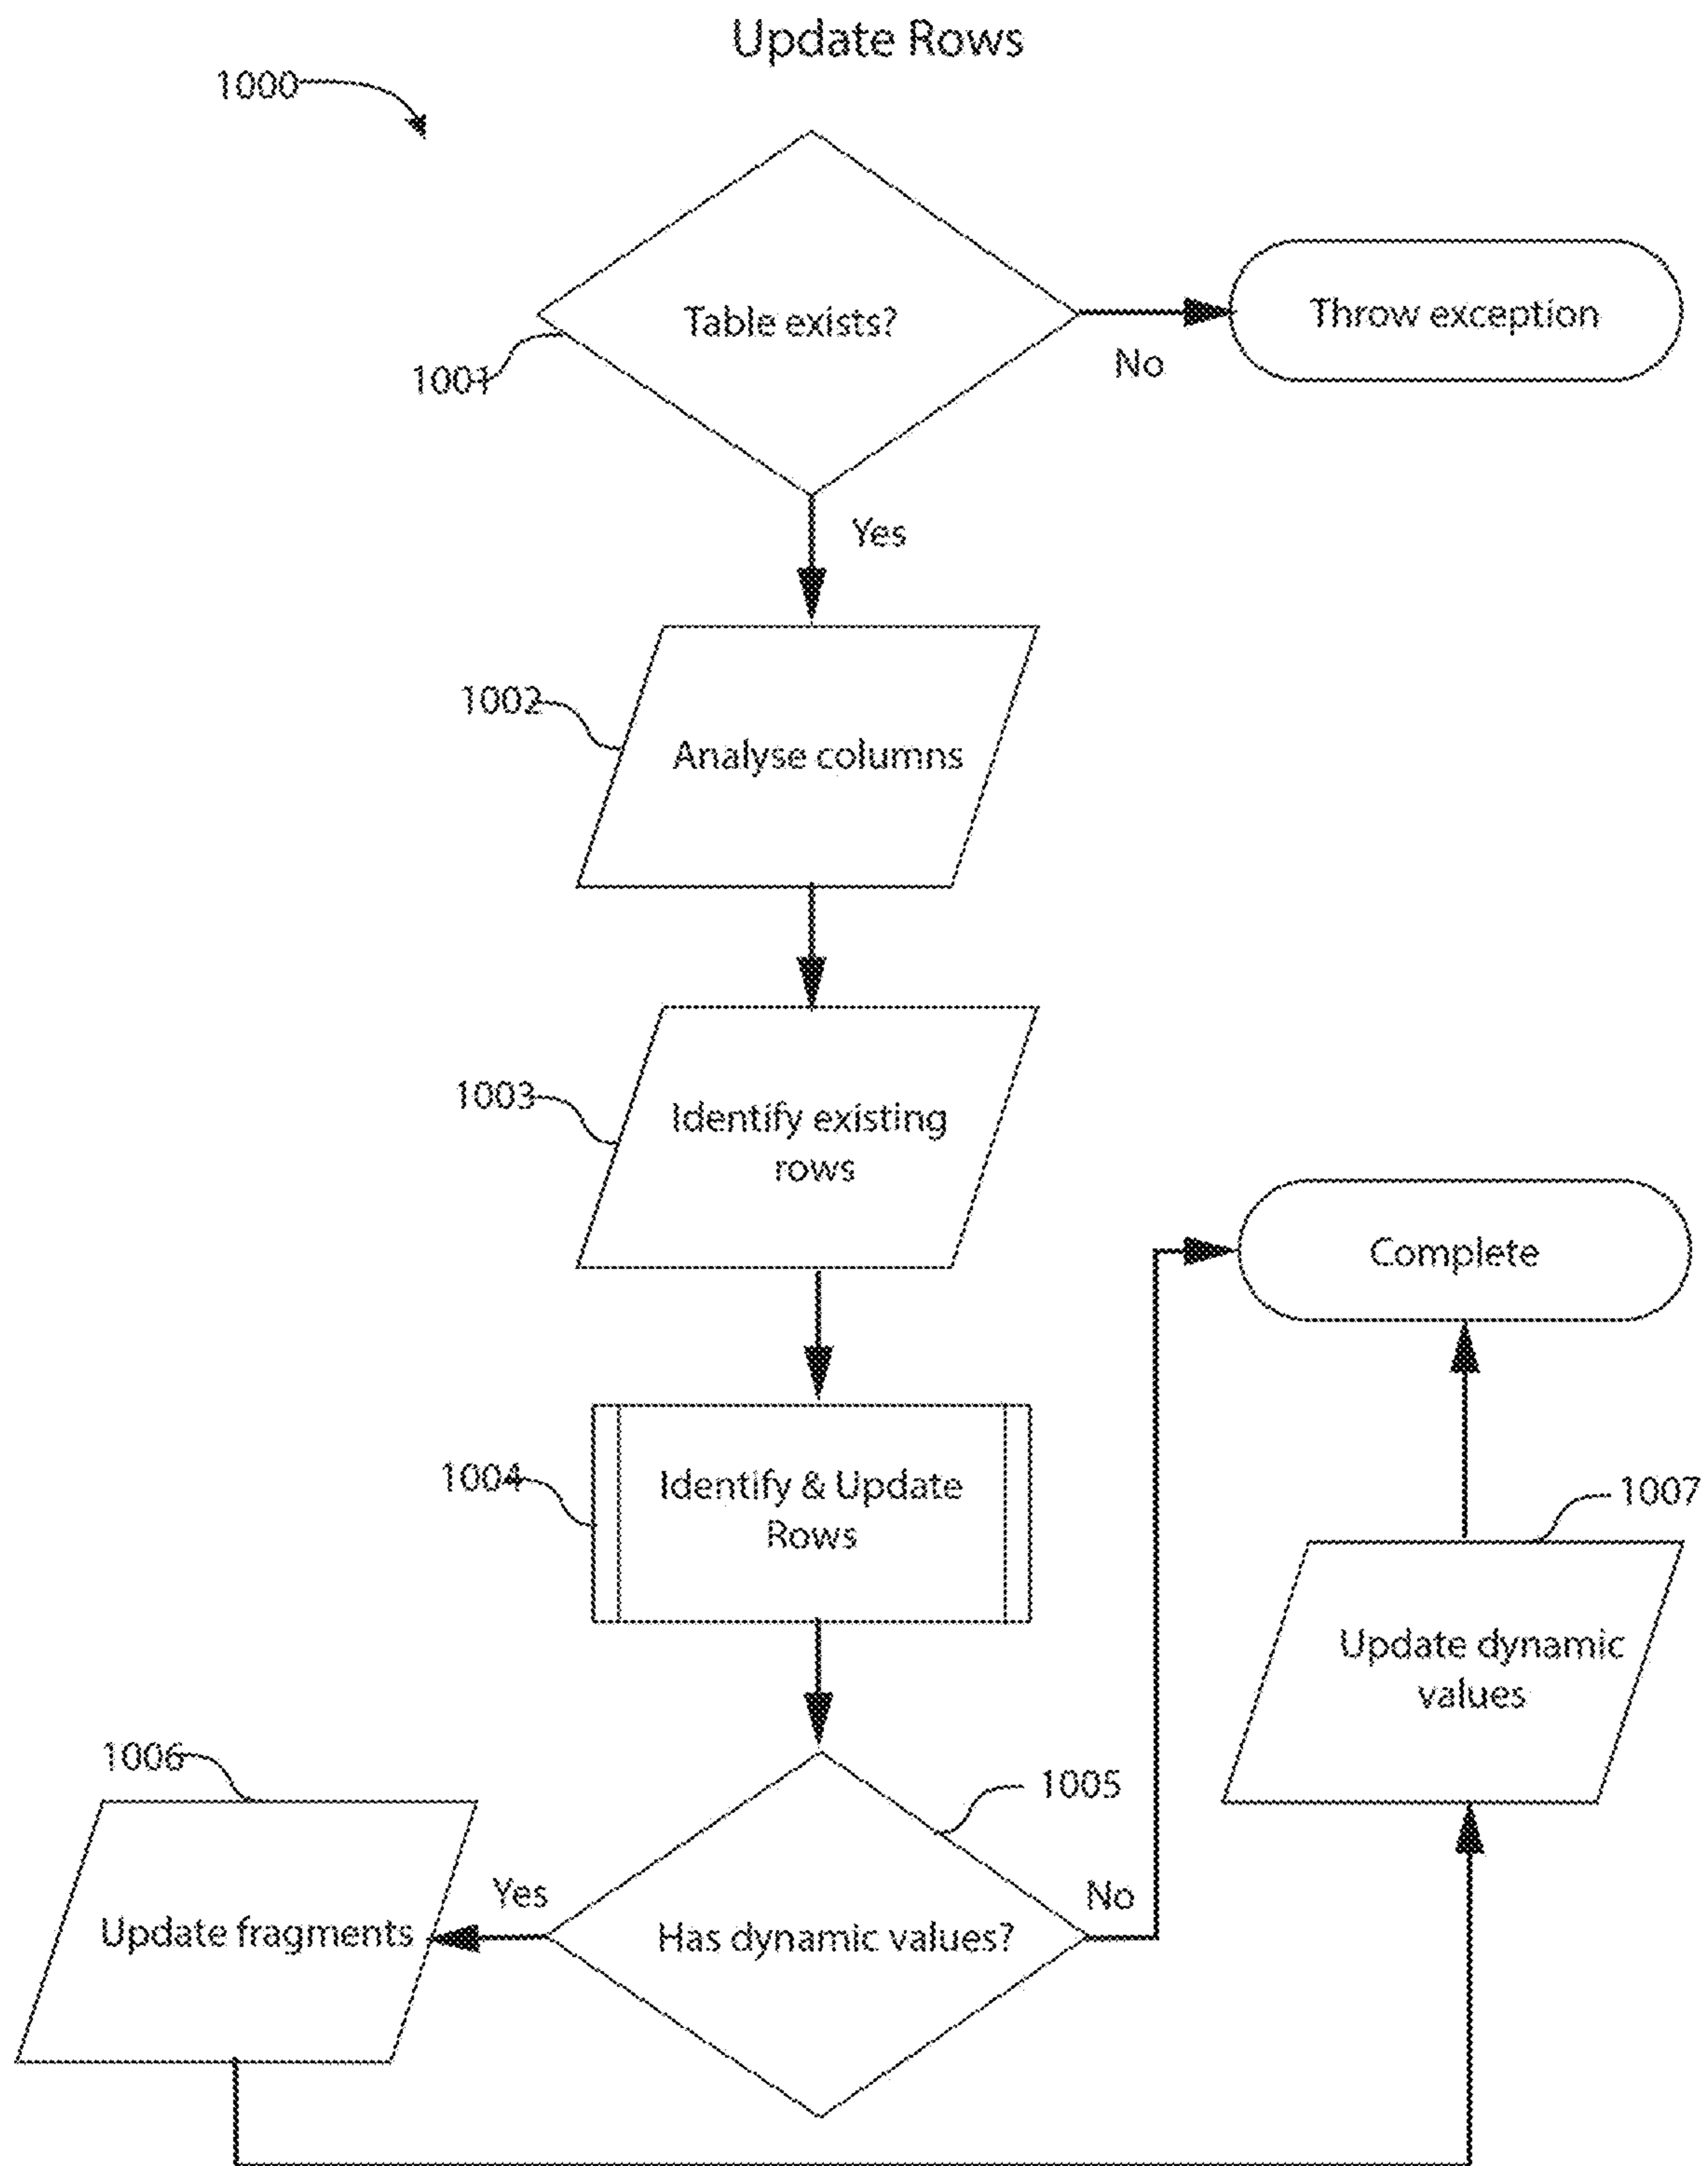 Update Rows
1000
Table exists?
Throw exception
1001
No
Yes
1002
Analyse columns
1003
Identify existing
rows
Complete
1004
Identify & Update
Rows
1007
Update dynamic
values
1006
1005
Yes
No
Update fragments
Has dynamic values?